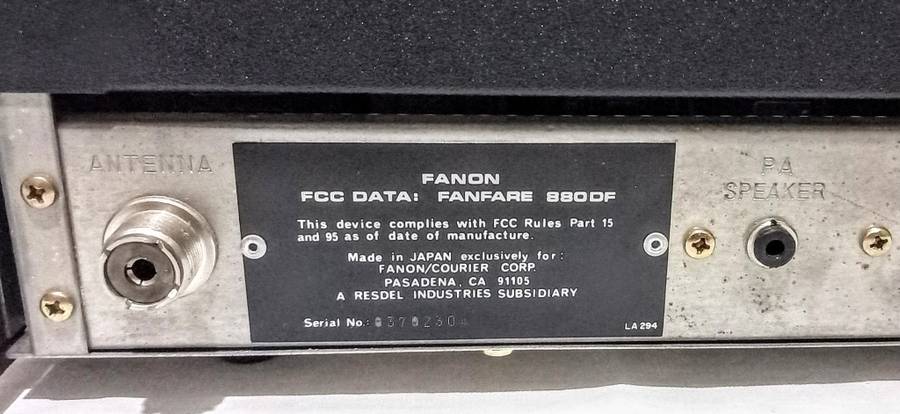 ANTENNA
FANON
FCC DATA: FANFARE 880DF
This device complies with FCC Rules Part 15
and 95 as of date of manufacture.
Made in JAPAN exclusively for:
FANON/COURIER CORP.
PASADENA, CA 91105
A RESDEL INDUSTRIES SUBSIDIARY
Serial No.:
LA294
PA
SPEAKER